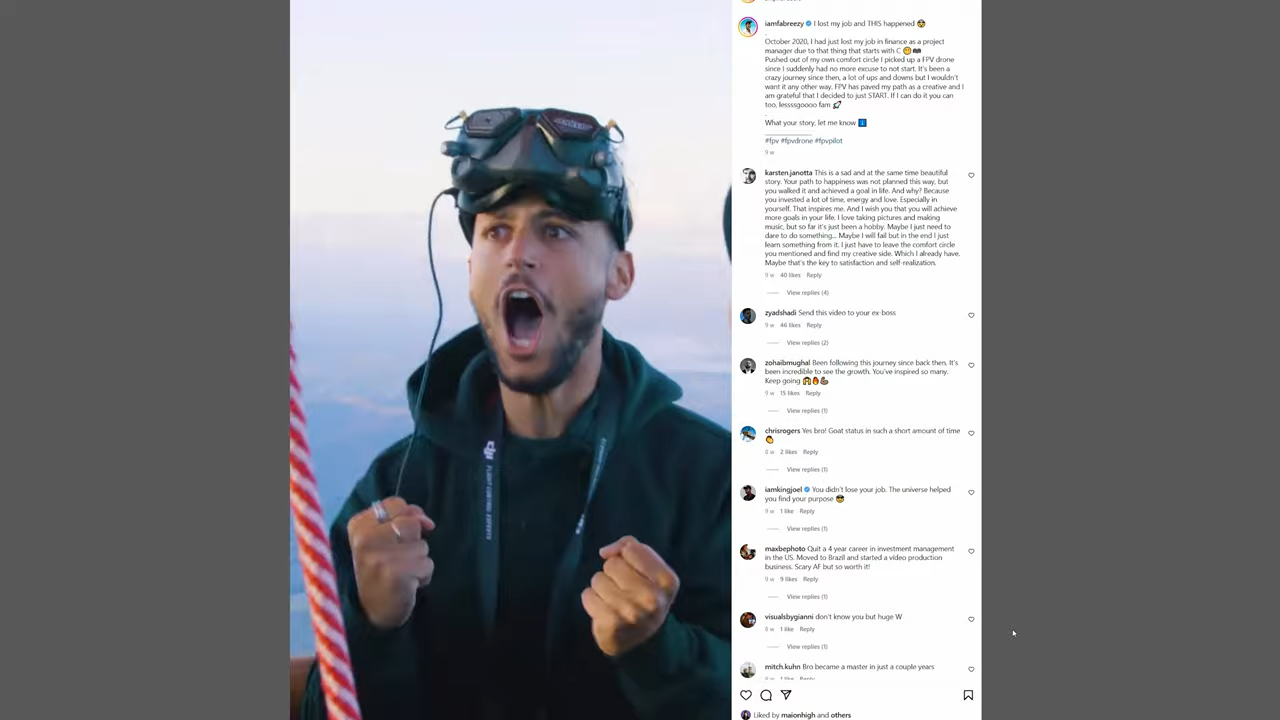 iamfabreezy I lost my job and THIS happened 😎
.
October 2020, I had just lost my job in finance as a project
manager due to that thing that starts with C
Pushed out of my own comfort circle I picked up a FPV drone
since I suddenly had no more excuse to not start. It's been a
crazy journey since then, a lot of ups and downs but I wouldn't
want it any other way. FPV has paved my path as a creative and I
am grateful that I decided to just START. If I can do it you can
too, lessssgoooo fam 🚀
.
What your story, let me know ⬇️
#fpv #fpvdrone #fpvpilot
9 w
karsten.janotta This is a sad and at the same time beautiful
story. Your path to happiness was not planned this way, but
you walked it and achieved a goal in life. And why? Because
you invested a lot of time, energy and love. Especially in
yourself. That inspires me. And I wish you that you will achieve
more goals in your life. I love taking pictures and making
music, but so far it's just been a hobby. Maybe I just need to
dare to do something... Maybe I will fail but in the end I just
learn something from it. I just have to leave the comfort circle
you mentioned and find my creative side. Which I already have.
Maybe that's the key to satisfaction and self-realization.
9 w 40 likes Reply
View replies (4)
zyadshadi Send this video to your ex-boss
9 w 46 likes Reply
View replies (2)
zohaibmughal Been following this journey since back then. It's
been incredible to see the growth. You've inspired so many.
Keep going 🙌🔥💪
9 w 15 likes Reply
View replies (1)
chrisrogers Yes bro! Goat status in such a short amount of time
👏
8 w 2 likes Reply
View replies (1)
iamkingjoel You didn't lose your job. The universe helped
you find your purpose 😎
9 w 1 like Reply
View replies (1)
maxbephoto Quit a 4 year career in investment management
in the US. Moved to Brazil and started a video production
business. Scary AF but so worth it!
9 w 9 likes Reply
View replies (1)
visualsbygianni don't know you but huge W
8 w 1 like Reply
View replies (1)
mitch.kuhn Bro became a master in just a couple years
Liked by maionhigh and others